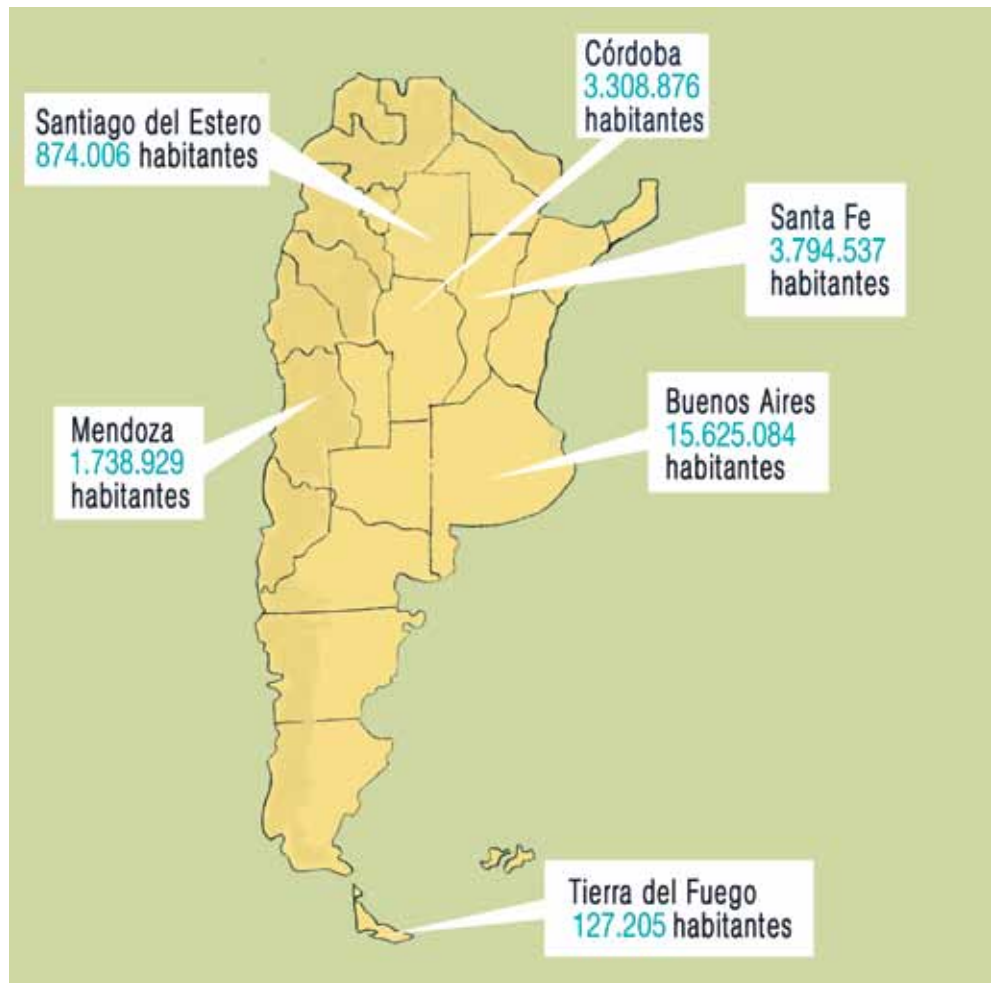 Córdoba
3.308.876
habitantes
Santiago del Estero
874.006 habitantes
Santa Fe
3.794.537
habitantes
Buenos Aires
15.625.084
habitantes
Mendoza
1.738.929
habitantes
Tierra del Fuego
127.205 habitantes